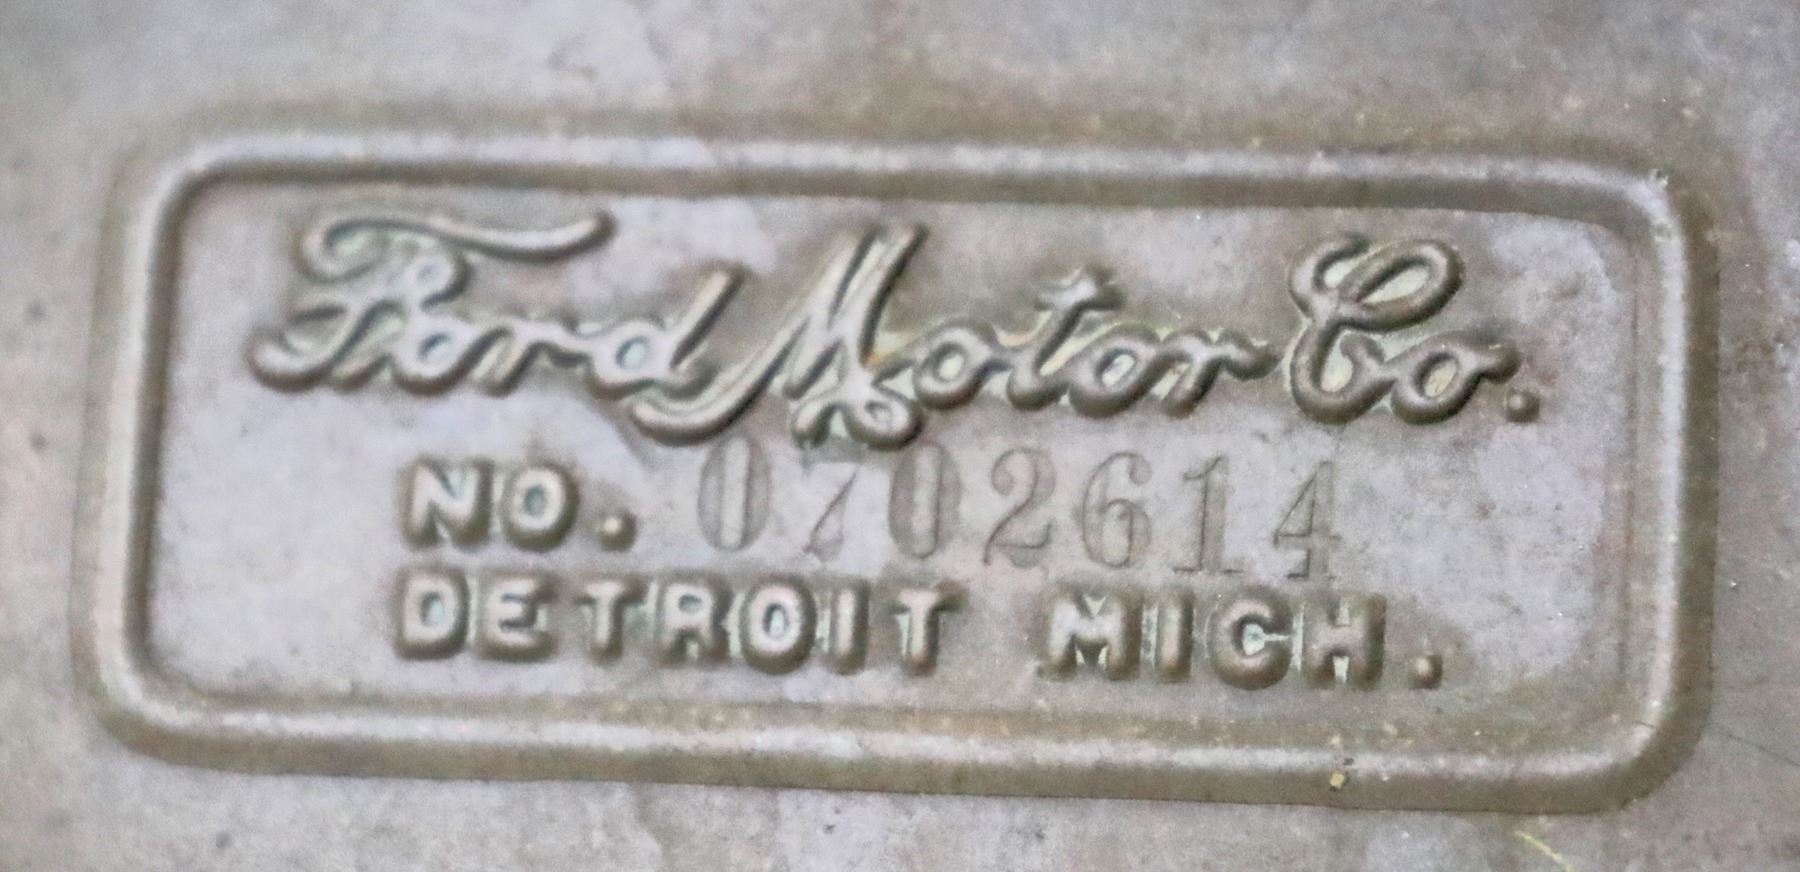 Ford Motor Co.
NO. 0702614
DETROIT MICH.